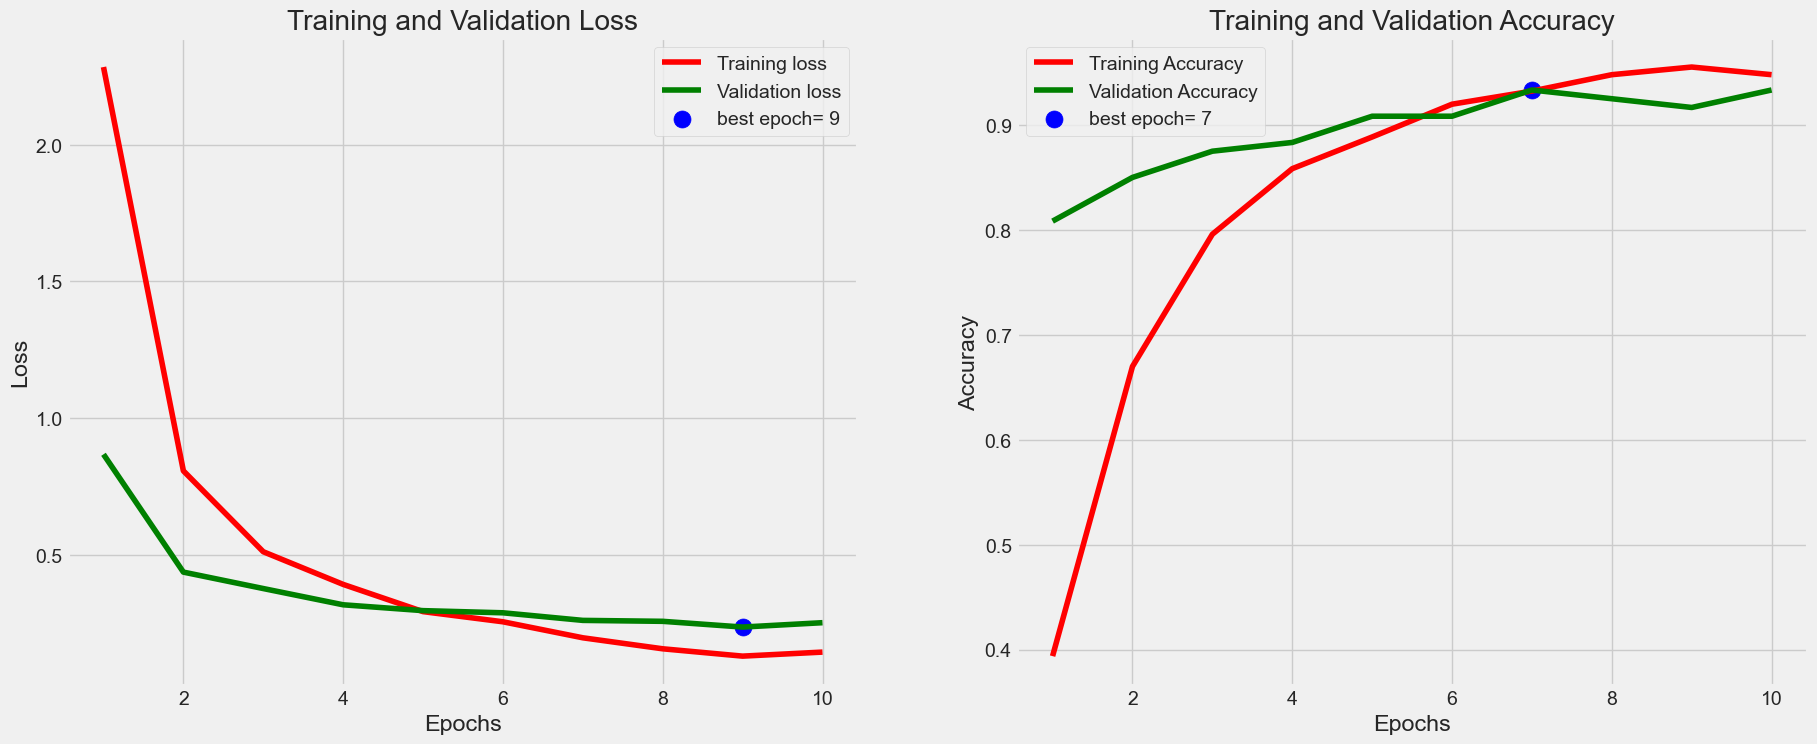 Training and Validation Loss
Training loss
Validation loss
best epoch= 9
2.0
1.5
1.0
0.5
Loss
2 4 6 8 10
Epochs
Training and Validation Accuracy
Training Accuracy
Validation Accuracy
best epoch= 7
0.9
0.8
0.7
0.6
0.5
0.4
Accuracy
2 4 6 8 10
Epochs